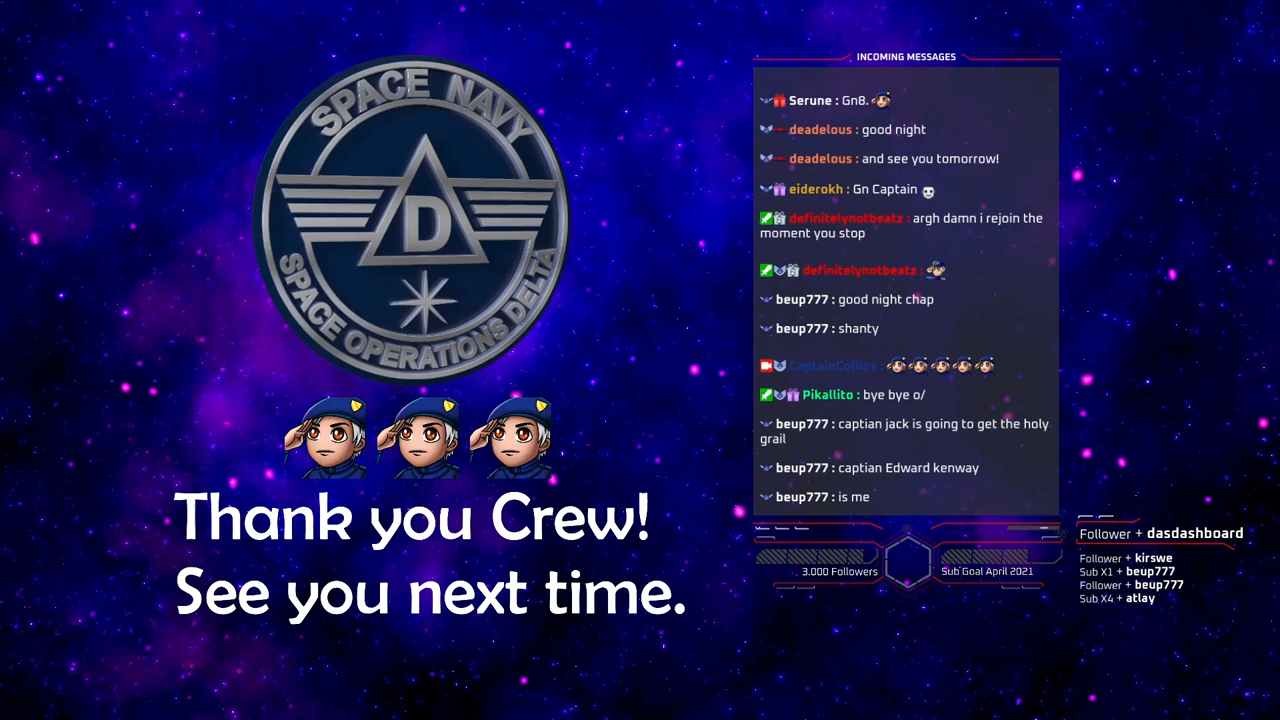 SPACE NAVY
D
SPACE OPERATIONS DELTA
Thank you Crew!
See you next time.
INCOMING MESSAGES
Serune : Gn8.
deadelous : good night
deadelous : and see you tomorrow!
eiderokh : Gn Captain
definitelynotbeatz : argh damn i rejoin the
moment you stop
definitelynotbeatz :
beup777 : good night chap
beup777 : shanty
CaptainCollins :
Pikallito : bye bye o/
beup777 : captian jack is going to get the holy
grail
beup777 : captian Edward kenway
beup777 : is me
3.000 Followers
Sub Goal April 2021
Follower + dasdashboard
Follower + kirswe
Sub X1 + beup777
Follower + beup777
Sub X4 + atlay